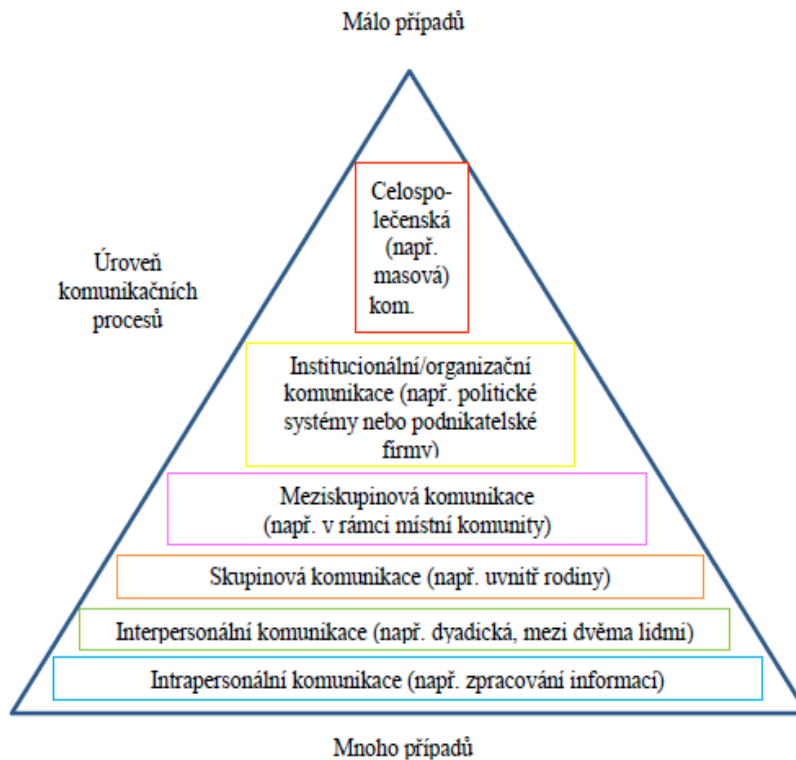 Málo případů
Celospo-
lečenská
(např.
masová)
kom.
Úroveň
komunikačních
procesů
Institucionální/organizační
komunikace (např. politické
systémy nebo podnikatelské
firmy)
Meziskupinová komunikace
(např. v rámci místní komunity)
Skupinová komunikace (např. uvnitř rodiny)
Interpersonální komunikace (např. dyadická, mezi dvěma lidmi)
Intrapersonální komunikace (např. zpracování informací)
Mnoho případů